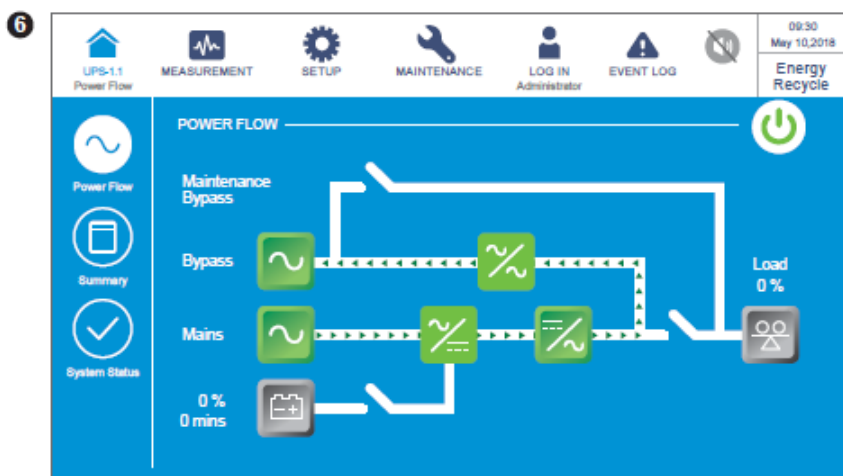 ❻
UPS-1.1
Power Flow
MEASUREMENT
SETUP
MAINTENANCE
LOG IN
Administrator
EVENT LOG
09:30
May 10,2018
Energy
Recycle
POWER FLOW
Power Flow
Summary
System Status
Maintenance
Bypass
Bypass
Mains
0 %
0 mins
Load
0 %